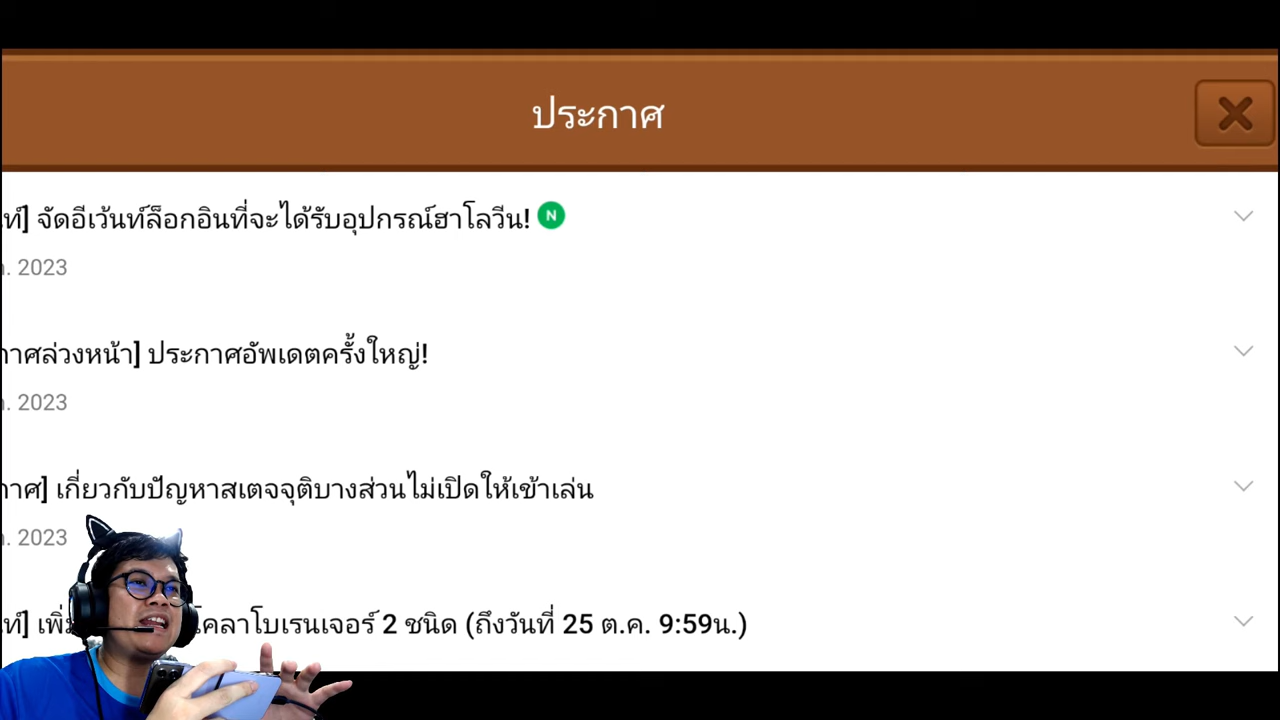 ประกาศ
ท์] จัดอีเว้นท์ล็อกอินที่จะได้รับอุปกรณ์ฮาโลวีน! N
ค. 2023
กาศล่วงหน้า] ประกาศอัพเดตครั้งใหญ่!
ค. 2023
กาศ] เกี่ยวกับปัญหาสเตจจุติบางส่วนไม่เปิดให้เข้าเล่น
ค. 2023
ท์] เพิ่ม โคลาโบเรนเจอร์ 2 ชนิด (ถึงวันที่ 25 ต.ค. 9:59น.)